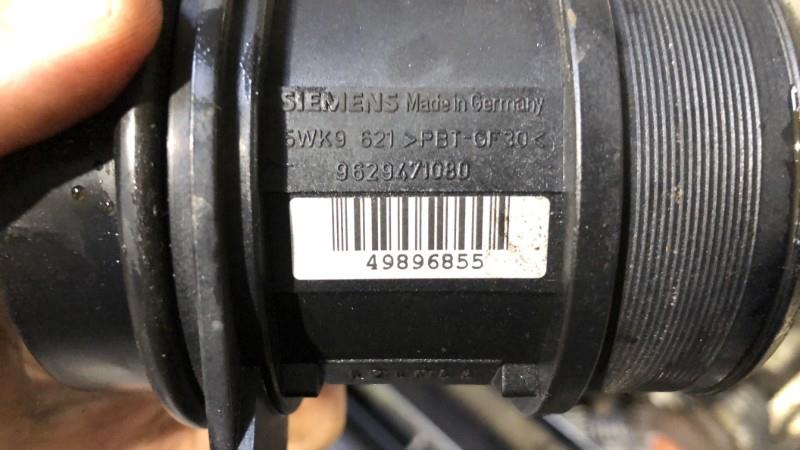 SIEMENS Made in Germany
5WK9 621 >PBT-GF30<
9629471080
49896855